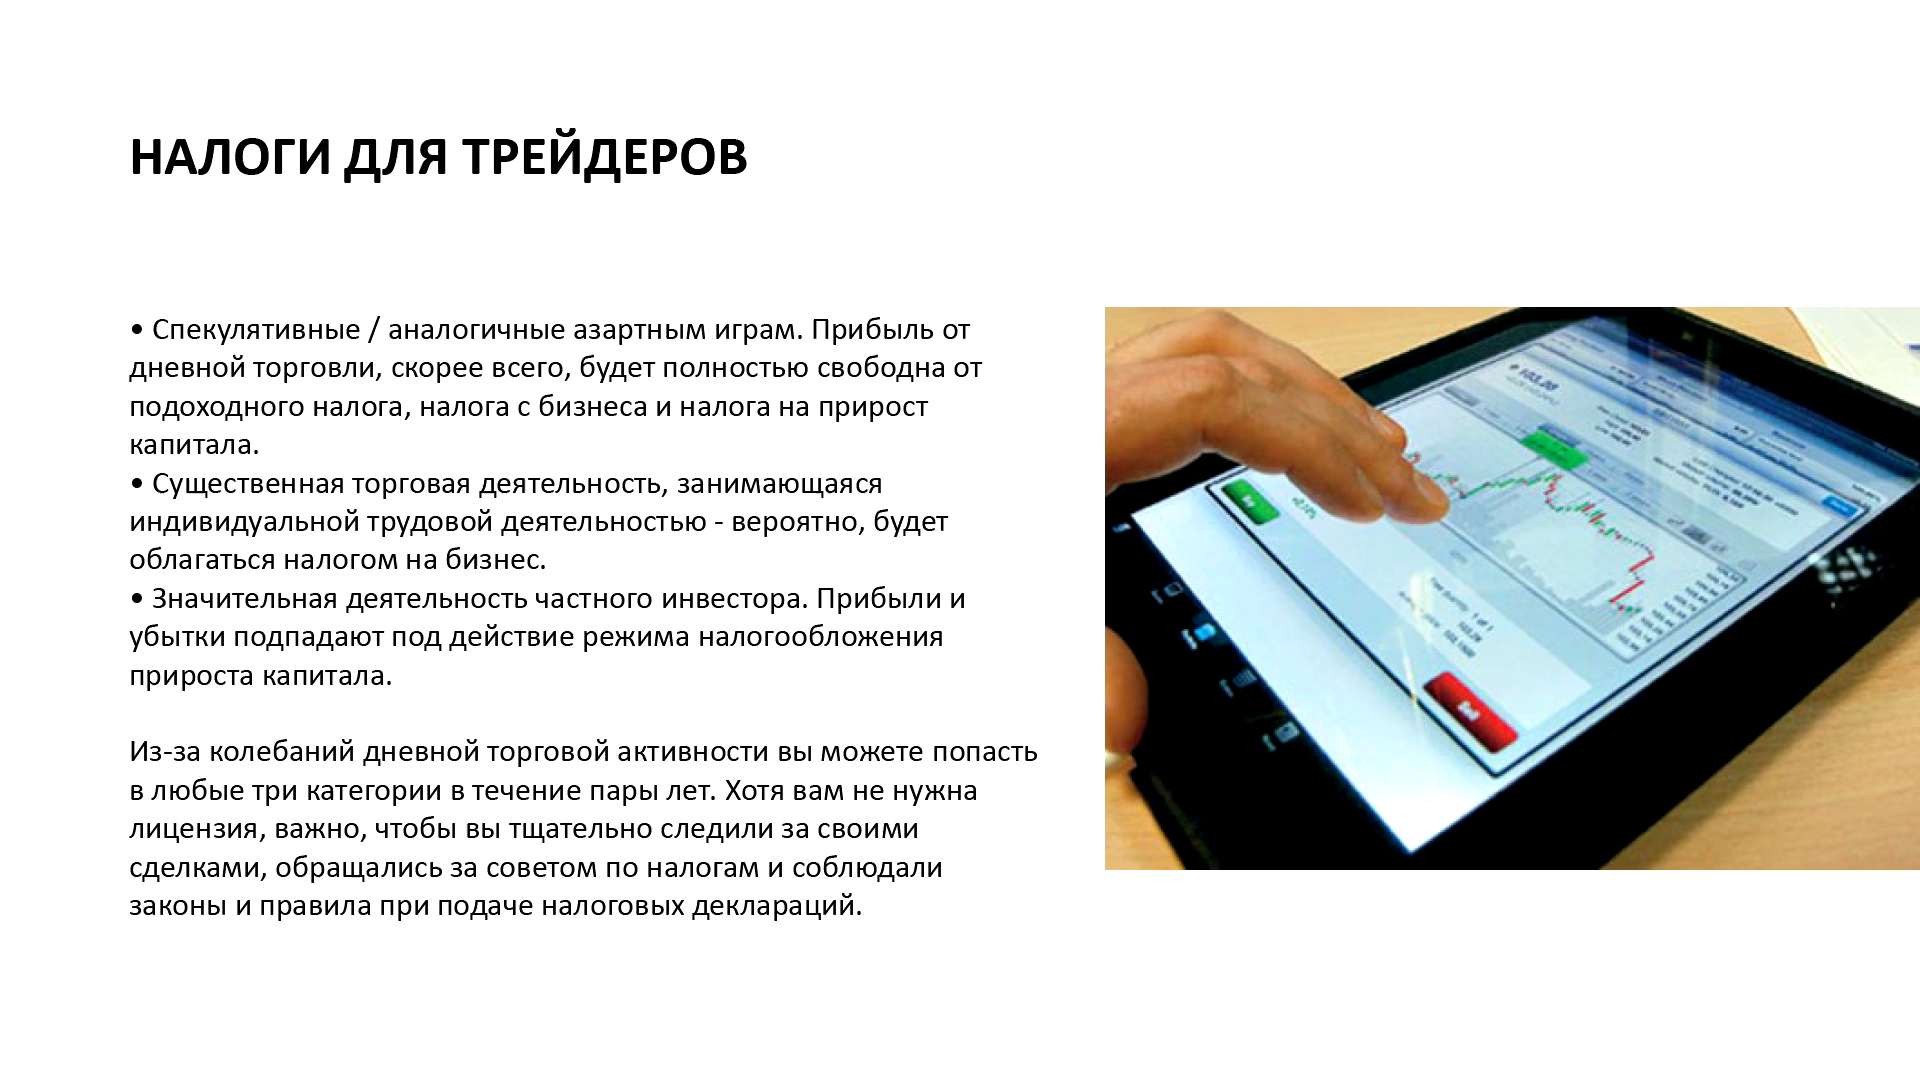 НАЛОГИ ДЛЯ ТРЕЙДЕРОВ
• Спекулятивные / аналогичные азартным играм. Прибыль от
дневной торговли, скорее всего, будет полностью свободна от
подоходного налога, налога с бизнеса и налога на прирост
капитала.
• Существенная торговая деятельность, занимающаяся
индивидуальной трудовой деятельностью - вероятно, будет
облагаться налогом на бизнес.
• Значительная деятельность частного инвестора. Прибыли и
убытки подпадают под действие режима налогообложения
прироста капитала.
Из-за колебаний дневной торговой активности вы можете попасть
в любые три категории в течение пары лет. Хотя вам не нужна
лицензия, важно, чтобы вы тщательно следили за своими
сделками, обращались за советом по налогам и соблюдали
законы и правила при подаче налоговых деклараций.
103,28
Buy
Sell